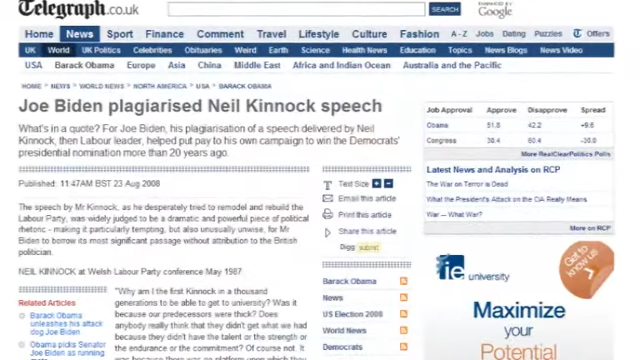 Telegraph.co.uk
SEARCH
Google
Home News Sport Finance Comment Travel Lifestyle Culture Fashion A - Z Jobs Dating Puzzles Offers
UK World UK Politics Celebrities Obituaries Weird Earth Science Health News Education Topics News Blogs News Video
USA Barack Obama Europe Asia China Middle East Africa and Indian Ocean Australia and the Pacific
HOME > NEWS > WORLD NEWS > NORTH AMERICA > USA > BARACK OBAMA
Joe Biden plagiarised Neil Kinnock speech
What's in a quote? For Joe Biden, his plagiarisation of a speech delivered by Neil
Kinnock, then Labour leader, helped put pay to his own campaign to win the Democrats'
presidential nomination more than 20 years ago.
Published: 11:47AM BST 23 Aug 2008
The speech by Mr Kinnock, as he desperately tried to remodel and rebuild the
Labour Party, was widely judged to be a dramatic and powerful piece of political
rhetoric - making it particularly tempting, but also unusually unwise, for Mr
Biden to borrow its most significant passage without attribution to the British
politician.
NEIL KINNOCK at Welsh Labour Party conference May 1987
Related Articles
Barack Obama
unleashes his attack
dog Joe Biden
Obama picks Senator
Joe Biden as running
"Why am I the first Kinnock in a thousand
generations to be able to get to university? Was it
because our predecessors were thick? Does
anybody really think that they didn't get what we had
because they didn't have the talent or the strength or
the endurance or the commitment? Of course not. It
was because there was no platform upon which they
Text Size
Email this article
Print this article
Share this article
Digg submit
Barack Obama
News
US Election 2008
World News
Democrats
Job Approval Approve Disapprove Spread
Obama 51.8 42.2 +9.6
Congress
More RealClearPolitics Polls
Latest News and Analysis on RCP
The War on Terror is Dead
What the President's Attack on the CIA Really Means
War — What War?
More on RCP
ie university
Get to
know us
Maximize
your
Potential